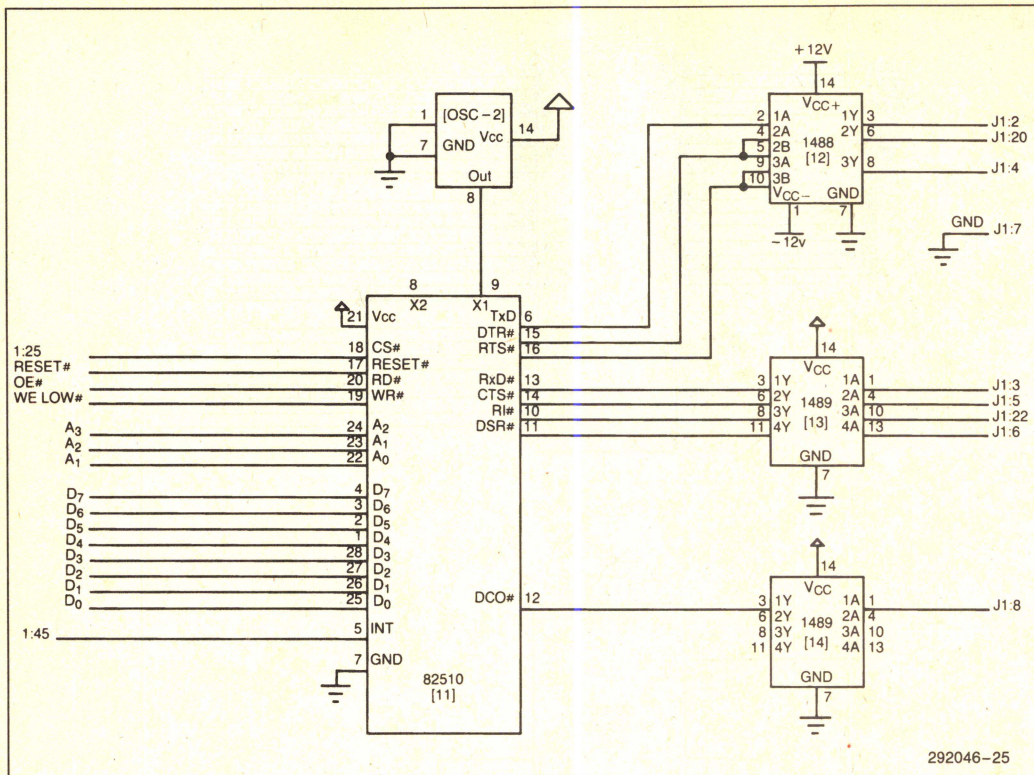 +12V
14
VCC+
2 1A 1Y 3 J1:2
4 2A 2Y 6 J1:20
5 2B
1488
9 3A 3Y 8 J1:4
[12]
10 3B
VCC- GND
1 7
-12v
GND J1:7
1 [OSC-2]
Vcc 14
7 GND
Out
8
8 9
X2 X1
21 Vcc
TxD 6
DTR# 15
RTS# 16
1:25 18 CS#
RESET# 17 RESET#
OE# 20 RD#
WE LOW# 19 WR#
RxD# 13
CTS# 14
RI# 10
DSR# 11
A3 24 A2
A2 23 A1
A1 22 A0
D7 4 D7
D6 3 D6
D5 2 D5
D4 1 D4
D3 28 D3
D2 27 D2
D1 26 D1
D0 25 D0
DCO# 12
1:45 5 INT
7 GND
82510
[11]
14
VCC
3 1Y 1A 1 J1:3
6 2Y 2A 4 J1:5
1489
8 3Y 3A 10 J1:22
[13]
11 4Y 4A 13 J1:6
GND
7
14
VCC
3 1Y 1A 1 J1:8
6 2Y 2A 4
1489
8 3Y 3A 10
[14]
11 4Y 4A 13
GND
7
292046-25